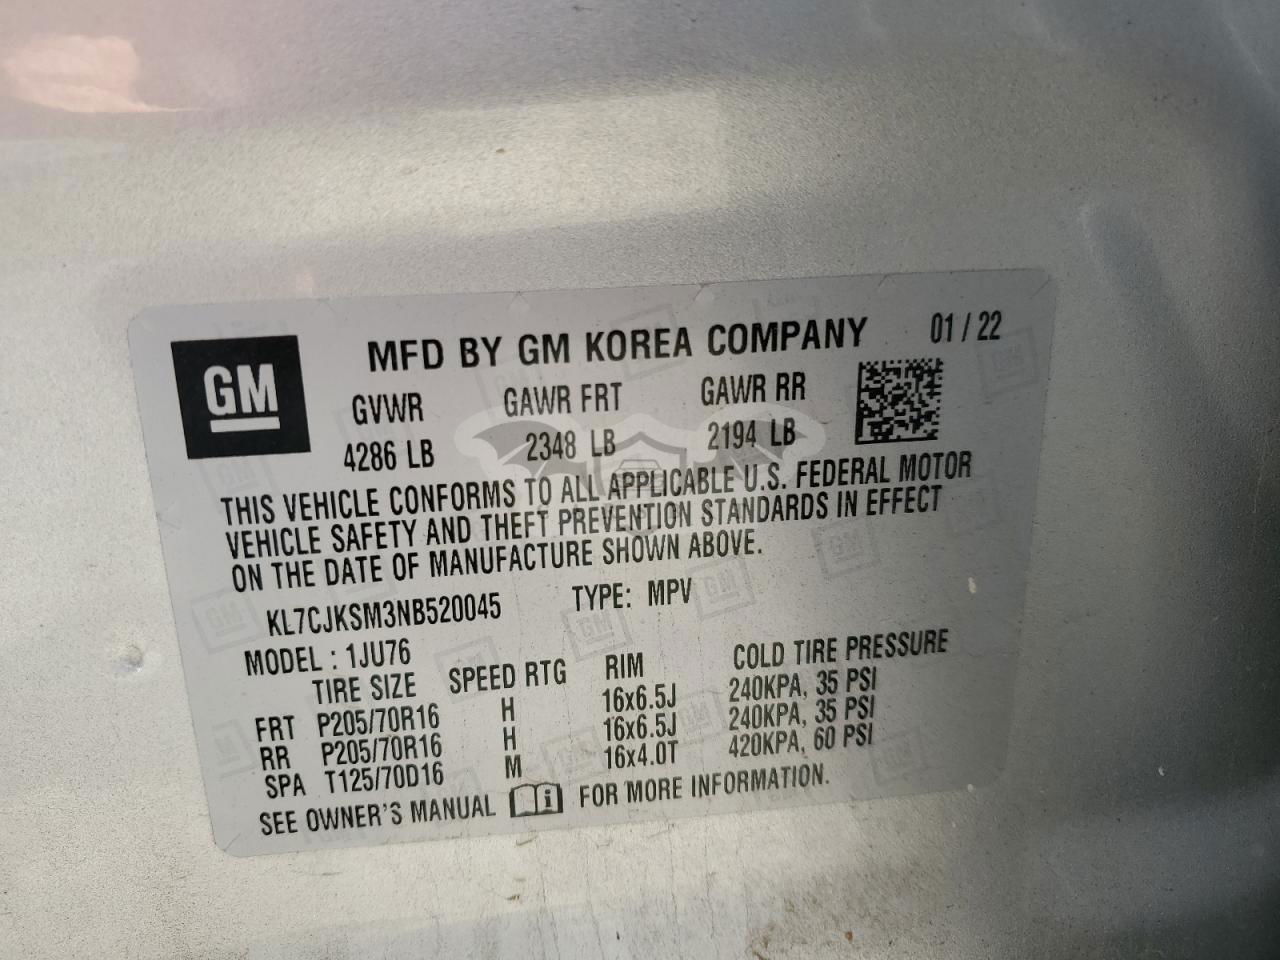 GM
MFD BY GM KOREA COMPANY 01 / 22
GVWR GAWR FRT GAWR RR
4286 LB 2348 LB 2194 LB
THIS VEHICLE CONFORMS TO ALL APPLICABLE U.S. FEDERAL MOTOR
VEHICLE SAFETY AND THEFT PREVENTION STANDARDS IN EFFECT
ON THE DATE OF MANUFACTURE SHOWN ABOVE.
KL7CJKSM3NB520045 TYPE: MPV
MODEL : 1JU76
TIRE SIZE SPEED RTG RIM COLD TIRE PRESSURE
FRT P205/70R16 H 16x6.5J 240KPA, 35 PSI
RR P205/70R16 H 16x6.5J 240KPA, 35 PSI
SPA T125/70D16 M 16x4.0T 420KPA, 60 PSI
SEE OWNER'S MANUAL FOR MORE INFORMATION.